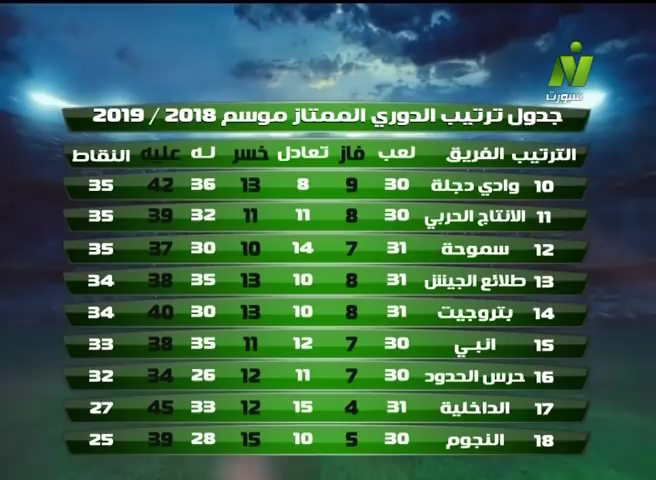 سبورت
جدول ترتيب الدوري الممتاز موسم 2018 / 2019
الترتيب الفريق لعب فاز تعادل خسر له عليه النقاط
10 وادي دجلة 30 9 8 13 36 42 35
11 الانتاج الحربي 30 8 11 11 32 39 35
12 سموحة 31 7 14 10 30 37 35
13 طلائع الجيش 31 8 10 13 35 38 34
14 بتروجيت 31 8 10 13 30 40 34
15 انبي 30 7 12 11 35 38 33
16 حرس الحدود 30 7 11 12 26 34 32
17 الداخلية 31 4 15 12 33 45 27
18 النجوم 30 5 10 15 28 39 25